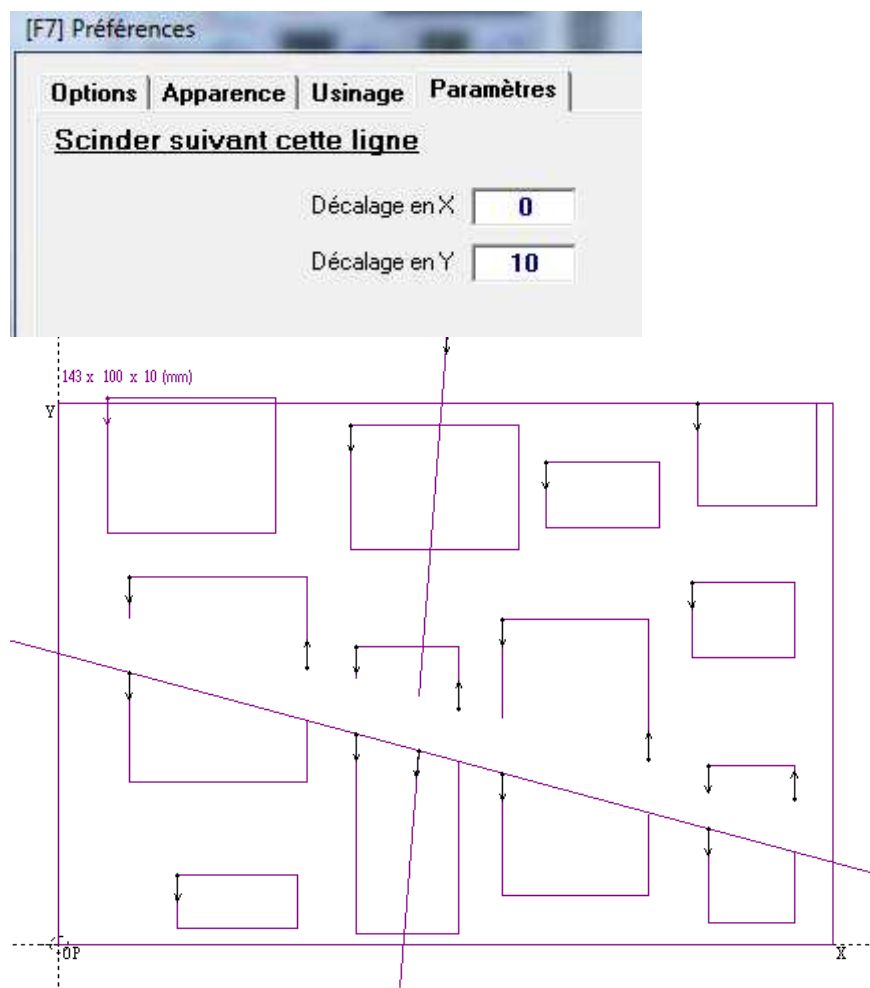 [F7] Préférences
Options Apparence Usinage Paramètres
Scinder suivant cette ligne
Décalage en X 0
Décalage en Y 10
143 x 100 x 10 (mm)
Y
OP X